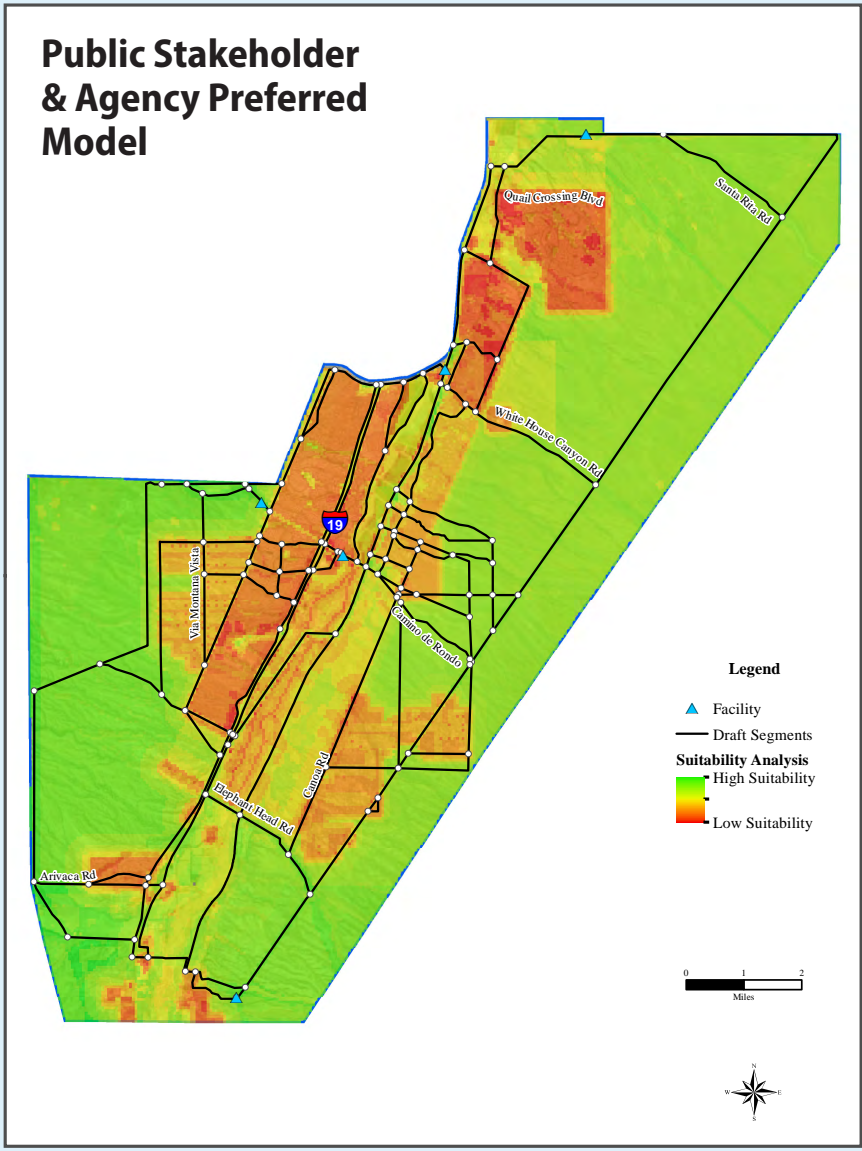 Public Stakeholder
& Agency Preferred
Model
Quail Crossing Blvd
Santa Rita Rd
White House Canyon Rd
19
Via Montana Vista
Camino de Rondo
Canoa Rd
Elephant Head Rd
Arivaca Rd
Legend
Facility
Draft Segments
Suitability Analysis
High Suitability
Low Suitability
0 1 2
Miles
N
W E
S